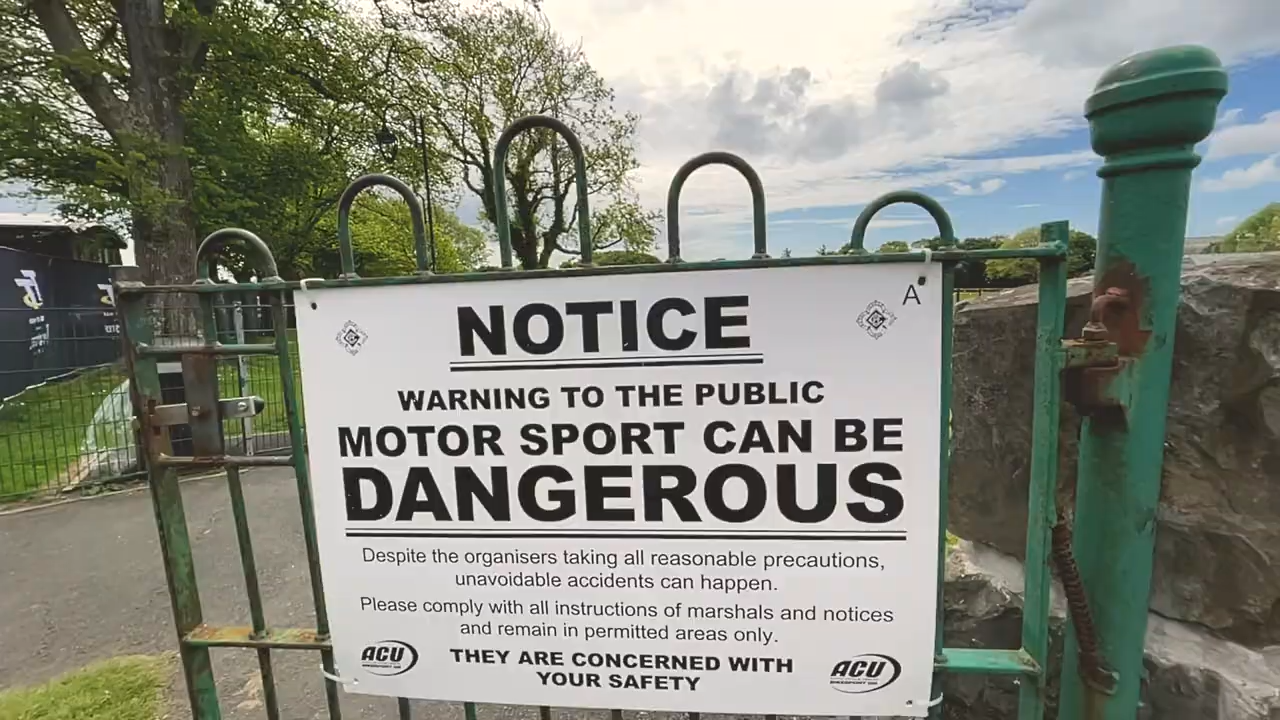 A
NOTICE
WARNING TO THE PUBLIC
MOTOR SPORT CAN BE
DANGEROUS
Despite the organisers taking all reasonable precautions,
unavoidable accidents can happen.
Please comply with all instructions of marshals and notices
and remain in permitted areas only.
THEY ARE CONCERNED WITH
YOUR SAFETY
ACU
ACU